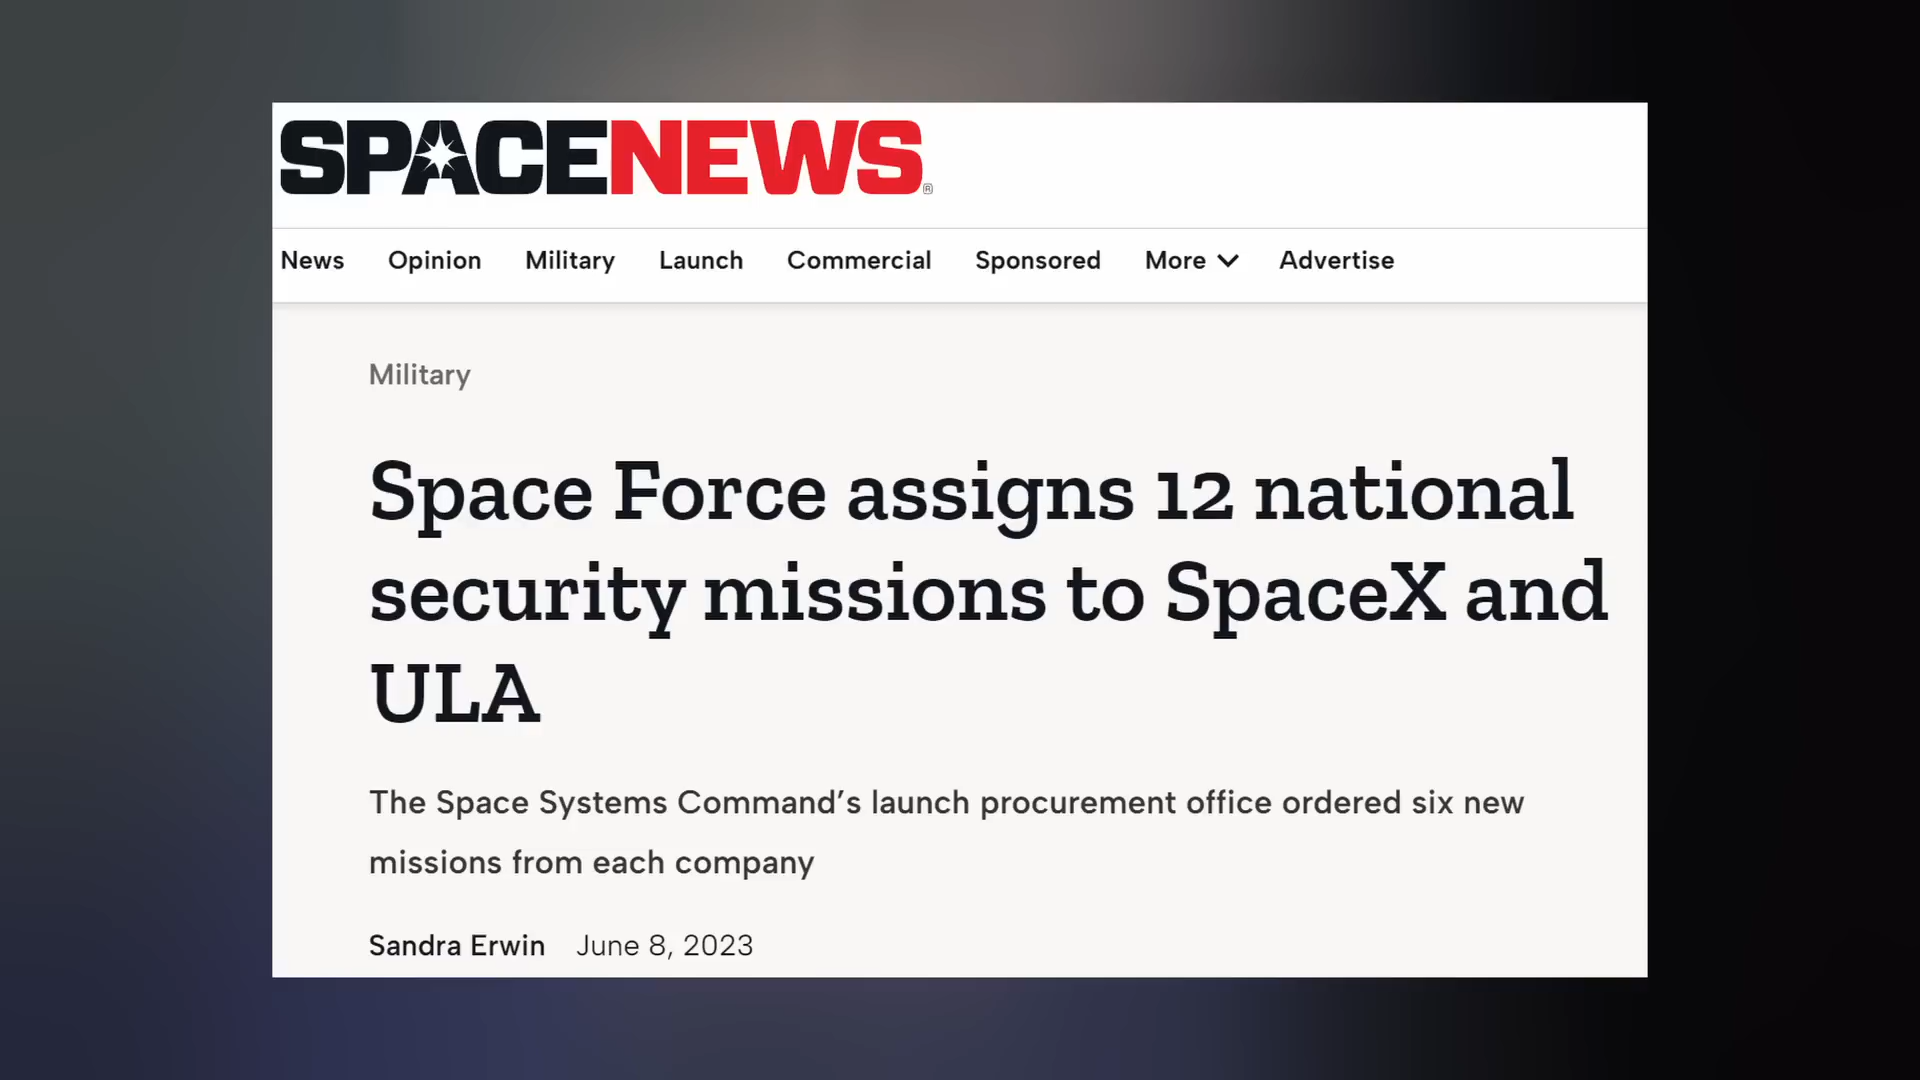 SPACENEWS®
News Opinion Military Launch Commercial Sponsored More Advertise
Military
Space Force assigns 12 national
security missions to SpaceX and
ULA
The Space Systems Command’s launch procurement office ordered six new
missions from each company
Sandra Erwin June 8, 2023